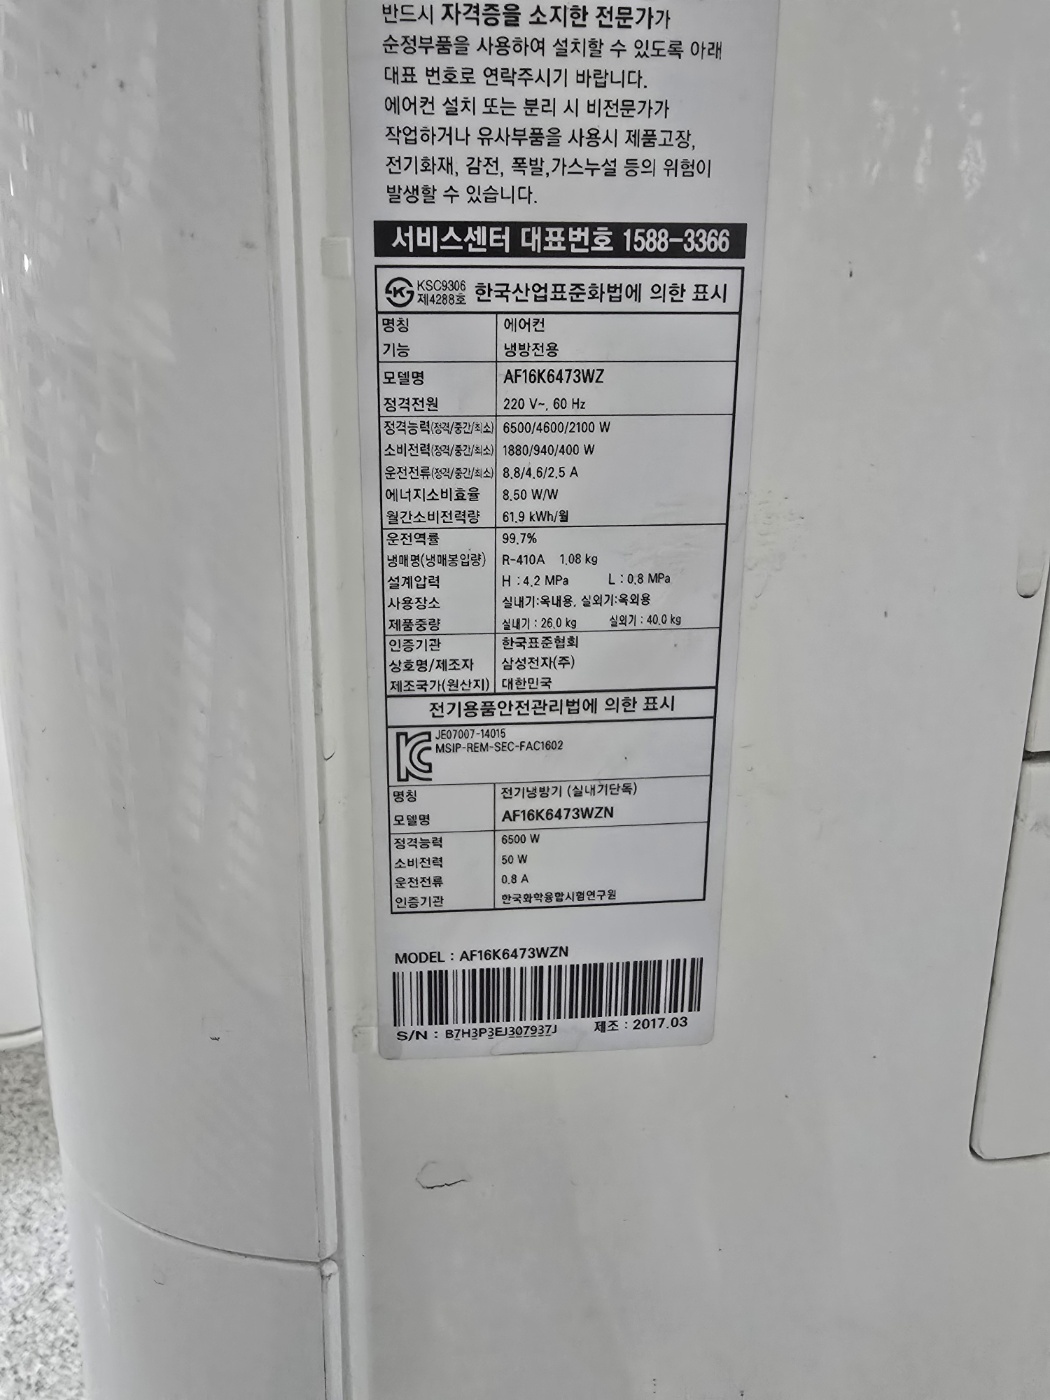 반드시 자격증을 소지한 전문가가
순정부품을 사용하여 설치할 수 있도록 아래
대표 번호로 연락주시기 바랍니다.
에어컨 설치 또는 분리 시 비전문가가
작업하거나 유사부품을 사용시 제품고장,
전기화재, 감전, 폭발,가스누설 등의 위험이
발생할 수 있습니다.
서비스센터 대표번호 1588-3366
KSC9306
제4288호 한국산업표준화법에 의한 표시
명칭 에어컨
기능 냉방전용
모델명 AF16K6473WZ
정격전원 220 V~, 60 Hz
정격능력(정격/중간/최소) 6500/4600/2100 W
소비전력(정격/중간/최소) 1880/940/400 W
운전전류(정격/중간/최소) 8.8/4.6/2.5 A
에너지소비효율 8.50 W/W
월간소비전력량 61.9 kWh/월
운전역률 99.7%
냉매명(냉매봉입량) R-410A 1.08 kg
설계압력 H : 4.2 MPa L : 0.8 MPa
사용장소 실내기:옥내용, 실외기:옥외용
제품중량 실내기 : 26.0 kg 실외기 : 40.0 kg
인증기관 한국표준협회
상호명/제조자 삼성전자(주)
제조국가(원산지) 대한민국
전기용품안전관리법에 의한 표시
JE07007-14015
MSIP-REM-SEC-FAC1602
명칭 전기냉방기 (실내기단독)
모델명 AF16K6473WZN
정격능력 6500 W
소비전력 50 W
운전전류 0.8 A
인증기관 한국화학융합시험연구원
MODEL : AF16K6473WZN
S/N : B7H3P3EJ307937J 제조 : 2017.03